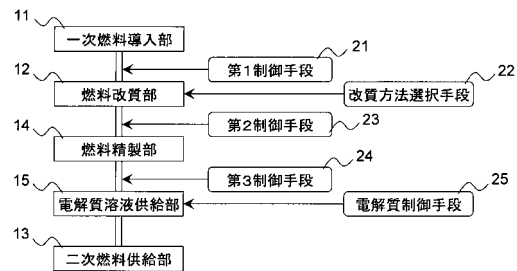 11
一次燃料導入部
21
第1制御手段
12
22
燃料改質部
改質方法選択手段
14
第2制御手段
23
燃料精製部
24
15
第3制御手段
25
電解質溶液供給部
電解質制御手段
13
二次燃料供給部